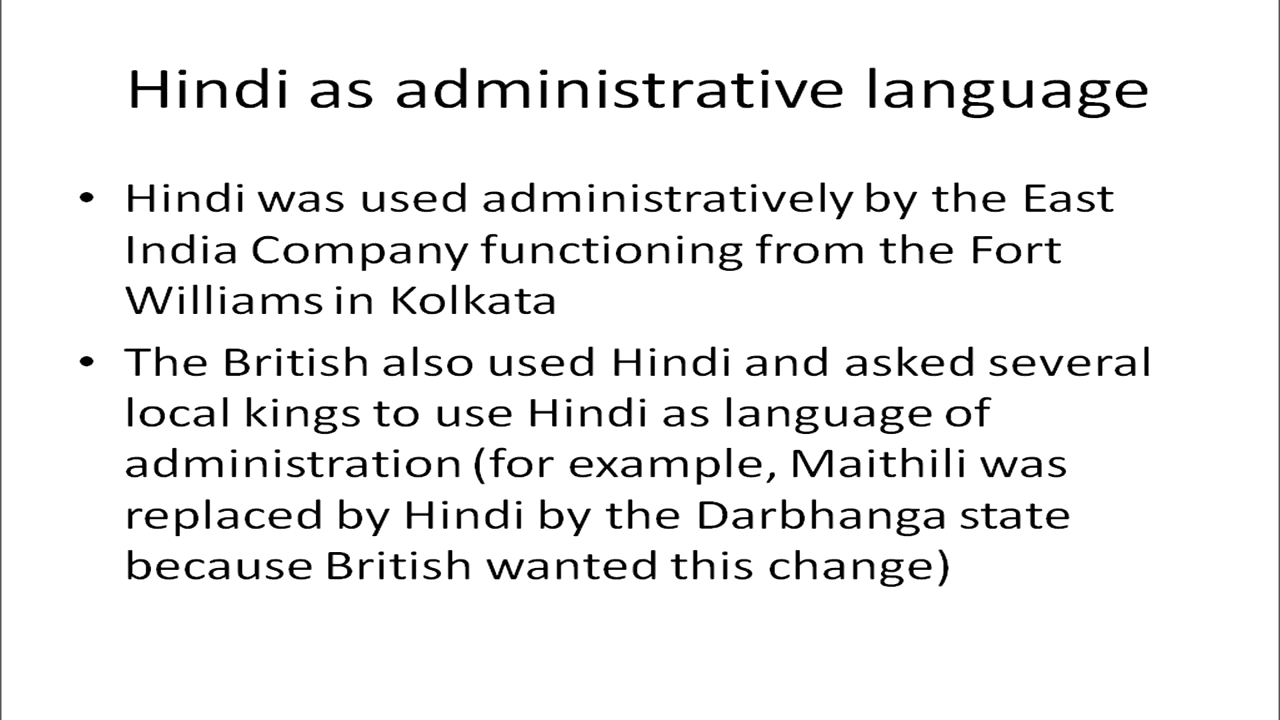 Hindi as administrative language
• Hindi was used administratively by the East
India Company functioning from the Fort
Williams in Kolkata
• The British also used Hindi and asked several
local kings to use Hindi as language of
administration (for example, Maithili was
replaced by Hindi by the Darbhanga state
because British wanted this change)